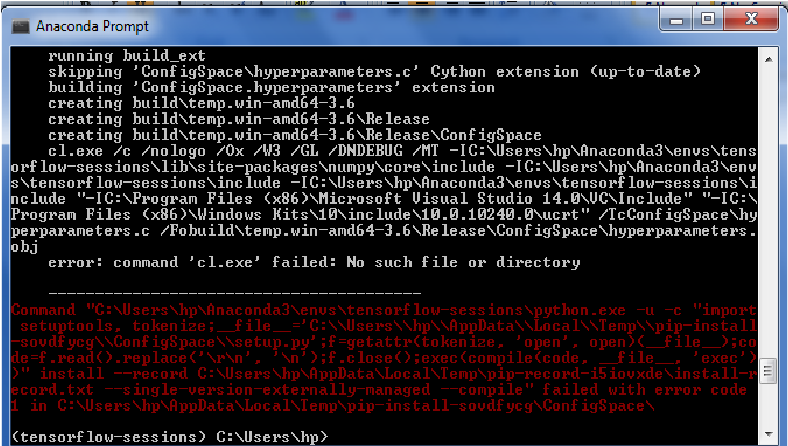 Anaconda Prompt
running build_ext
skipping 'ConfigSpace\hyperparameters.c' Cython extension (up-to-date)
building 'ConfigSpace.hyperparameters' extension
creating build\temp.win-amd64-3.6
creating build\temp.win-amd64-3.6\Release
creating build\temp.win-amd64-3.6\Release\ConfigSpace
cl.exe /c /nologo /Ox /W3 /GL /DNDEBUG /MT -IC:\Users\hp\Anaconda3\envs\tens
orflow-sessions\lib\site-packages\numpy\core\include -IC:\Users\hp\Anaconda3\env
s\tensorflow-sessions\include -IC:\Users\hp\Anaconda3\envs\tensorflow-sessions\i
nclude "-IC:\Program Files (x86)\Microsoft Visual Studio 14.0\VC\Include" "-IC:\
Program Files (x86)\Windows Kits\10\include\10.0.10240.0\ucrt" /TcConfigSpace\hy
perparameters.c /Fobuild\temp.win-amd64-3.6\Release\ConfigSpace\hyperparameters.
obj
error: command 'cl.exe' failed: No such file or directory
----------------------------------------
Command "C:\Users\hp\Anaconda3\envs\tensorflow-sessions\python.exe -u -c "import
setuptools, tokenize;__file__='C:\\Users\\hp\\AppData\\Local\\Temp\\pip-install
-sovdfycg\\ConfigSpace\\setup.py';f=getattr(tokenize, 'open', open)(__file__);co
de=f.read().replace('\r\n', '\n');f.close();exec(compile(code, __file__, 'exec')
)" install --record C:\Users\hp\AppData\Local\Temp\pip-record-i5iovxde\install-r
ecord.txt --single-version-externally-managed --compile" failed with error code
1 in C:\Users\hp\AppData\Local\Temp\pip-install-sovdfycg\ConfigSpace\
(tensorflow-sessions) C:\Users\hp>